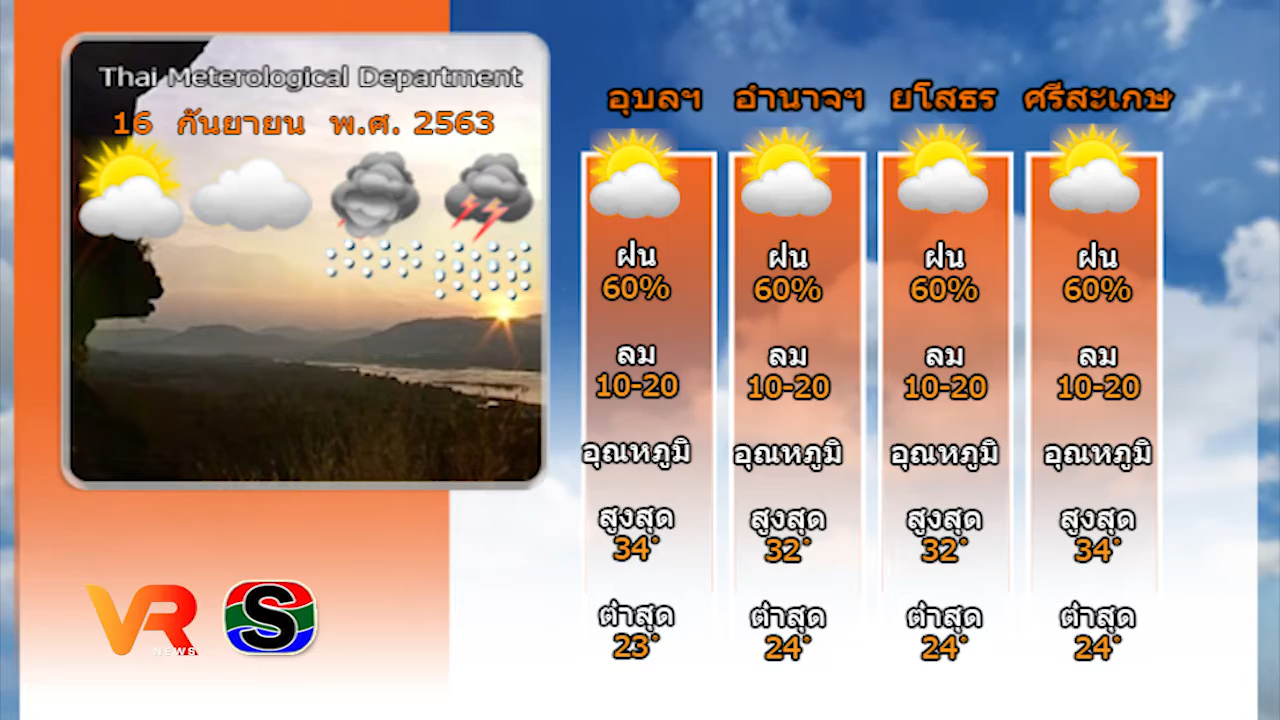 Thai Meterological Department
16 กันยายน พ.ศ. 2563
อุบลฯ อำนาจฯ ยโสธร ศรีสะเกษ
ฝน ฝน ฝน ฝน
60% 60% 60% 60%
ลม ลม ลม ลม
10-20 10-20 10-20 10-20
อุณหภูมิ อุณหภูมิ อุณหภูมิ อุณหภูมิ
สูงสุด สูงสุด สูงสุด สูงสุด
34° 32° 32° 34°
ต่ำสุด ต่ำสุด ต่ำสุด ต่ำสุด
23° 24° 24° 24°
VR
NEWS
S